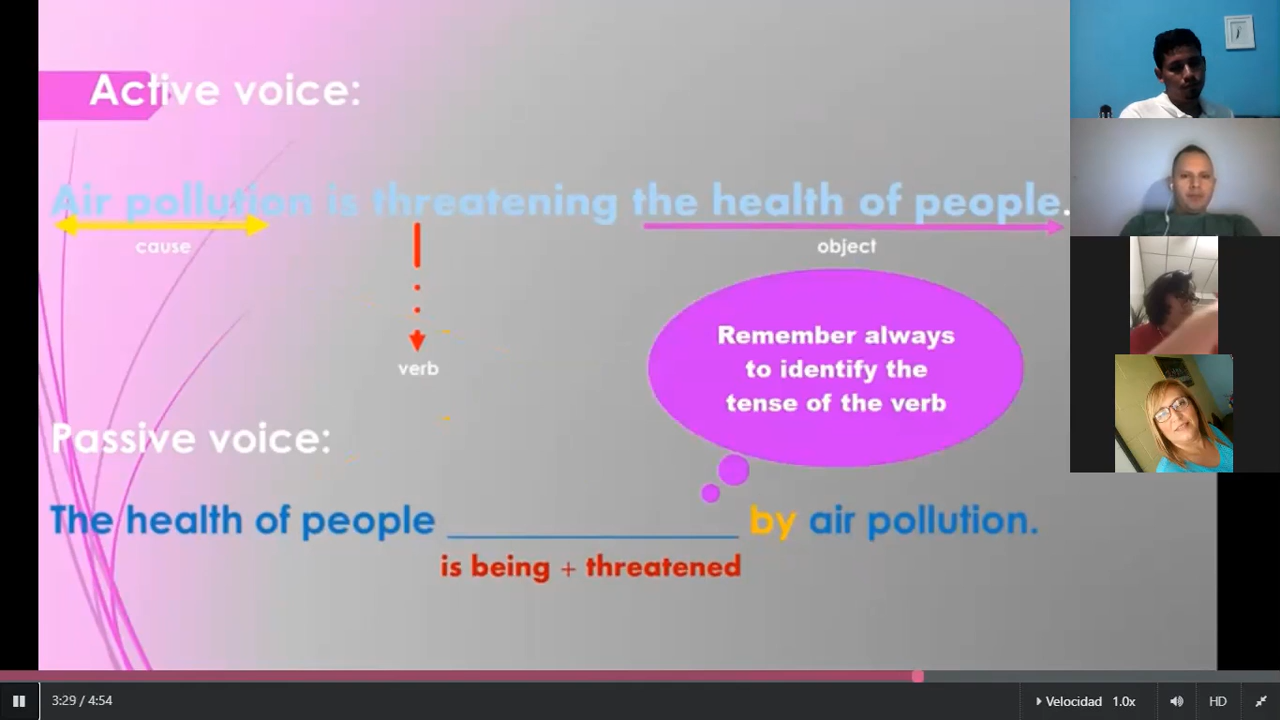 Active voice:
Air pollution is threatening the health of people.
cause
object
verb
Remember always
to identify the
tense of the verb
Passive voice:
The health of people ____________ by air pollution.
is being + threatened
3:29 / 4:54
Velocidad 1.0x
HD